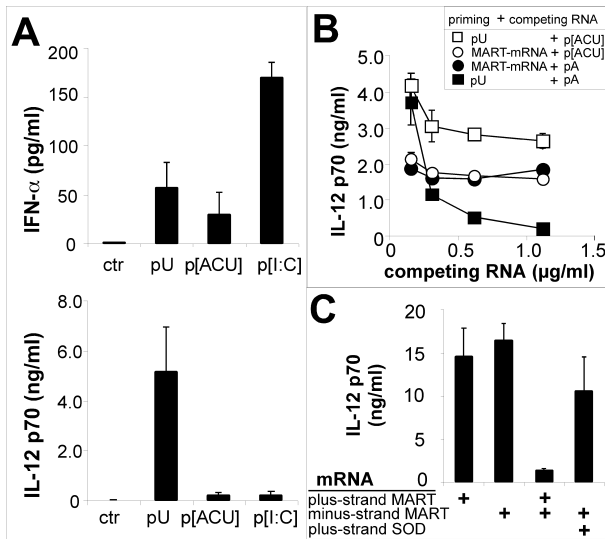 A
IFN-α (pg/ml)
200
150
100
50
0
ctr pU p[ACU] p[I:C]
IL-12 p70 (ng/ml)
8.0
6.0
4.0
2.0
0.0
ctr pU p[ACU] p[I:C]
B
priming + competing RNA
pU + p[ACU]
MART-mRNA + p[ACU]
MART-mRNA + pA
pU + pA
IL-12 p70 (ng/ml)
5.0
4.0
3.0
2.0
1.0
0.0
0 0.5 1.0 1.5
competing RNA (µg/ml)
C
IL-12 p70
(ng/ml)
20
15
10
5
0
mRNA
plus-strand MART + +
minus-strand MART + + +
plus-strand SOD +